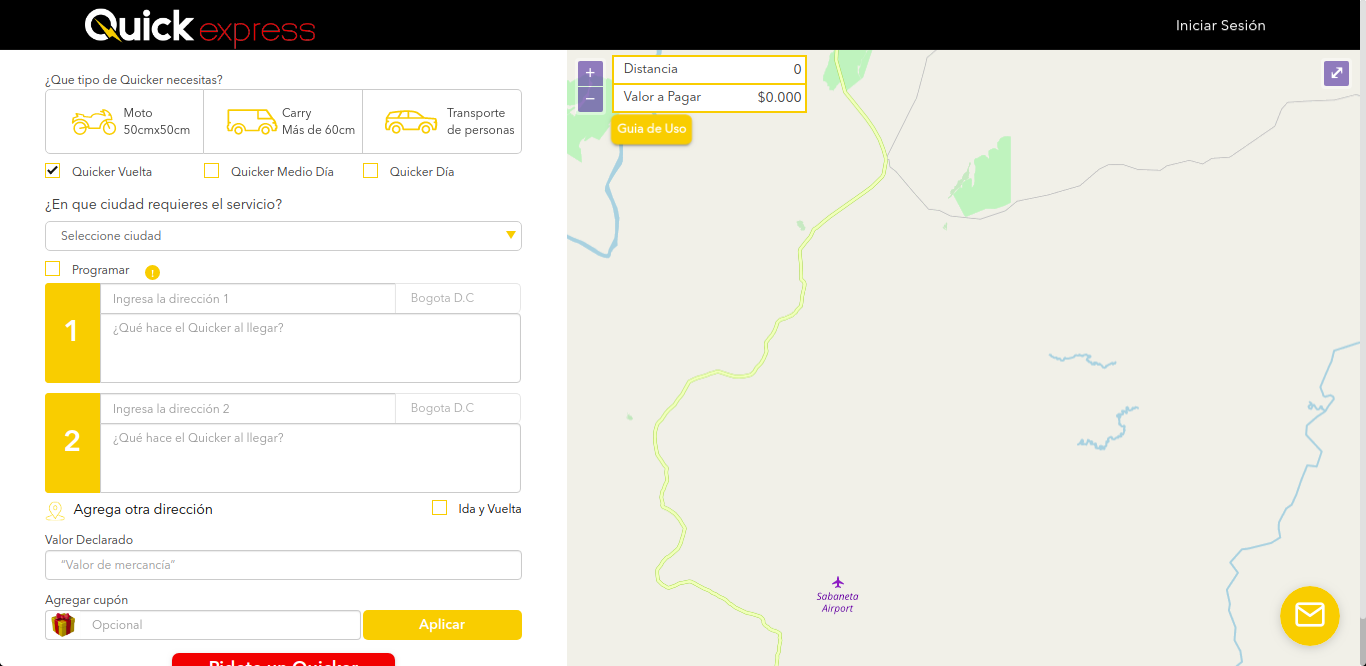 Quick express
Iniciar Sesión
¿Que tipo de Quicker necesitas?
Moto
50cmx50cm
Carry
Más de 60cm
Transporte
de personas
Quicker Vuelta
Quicker Medio Día
Quicker Día
¿En que ciudad requieres el servicio?
Seleccione ciudad
Programar
!
1
Ingresa la dirección 1
Bogota D.C
¿Qué hace el Quicker al llegar?
2
Ingresa la dirección 2
Bogota D.C
¿Qué hace el Quicker al llegar?
Agrega otra dirección
Ida y Vuelta
Valor Declarado
"Valor de mercancía"
Agregar cupón
Opcional
Aplicar
Pidete un Quicker
+
−
Distancia 0
Valor a Pagar $0.000
Guia de Uso
Sabaneta
Airport